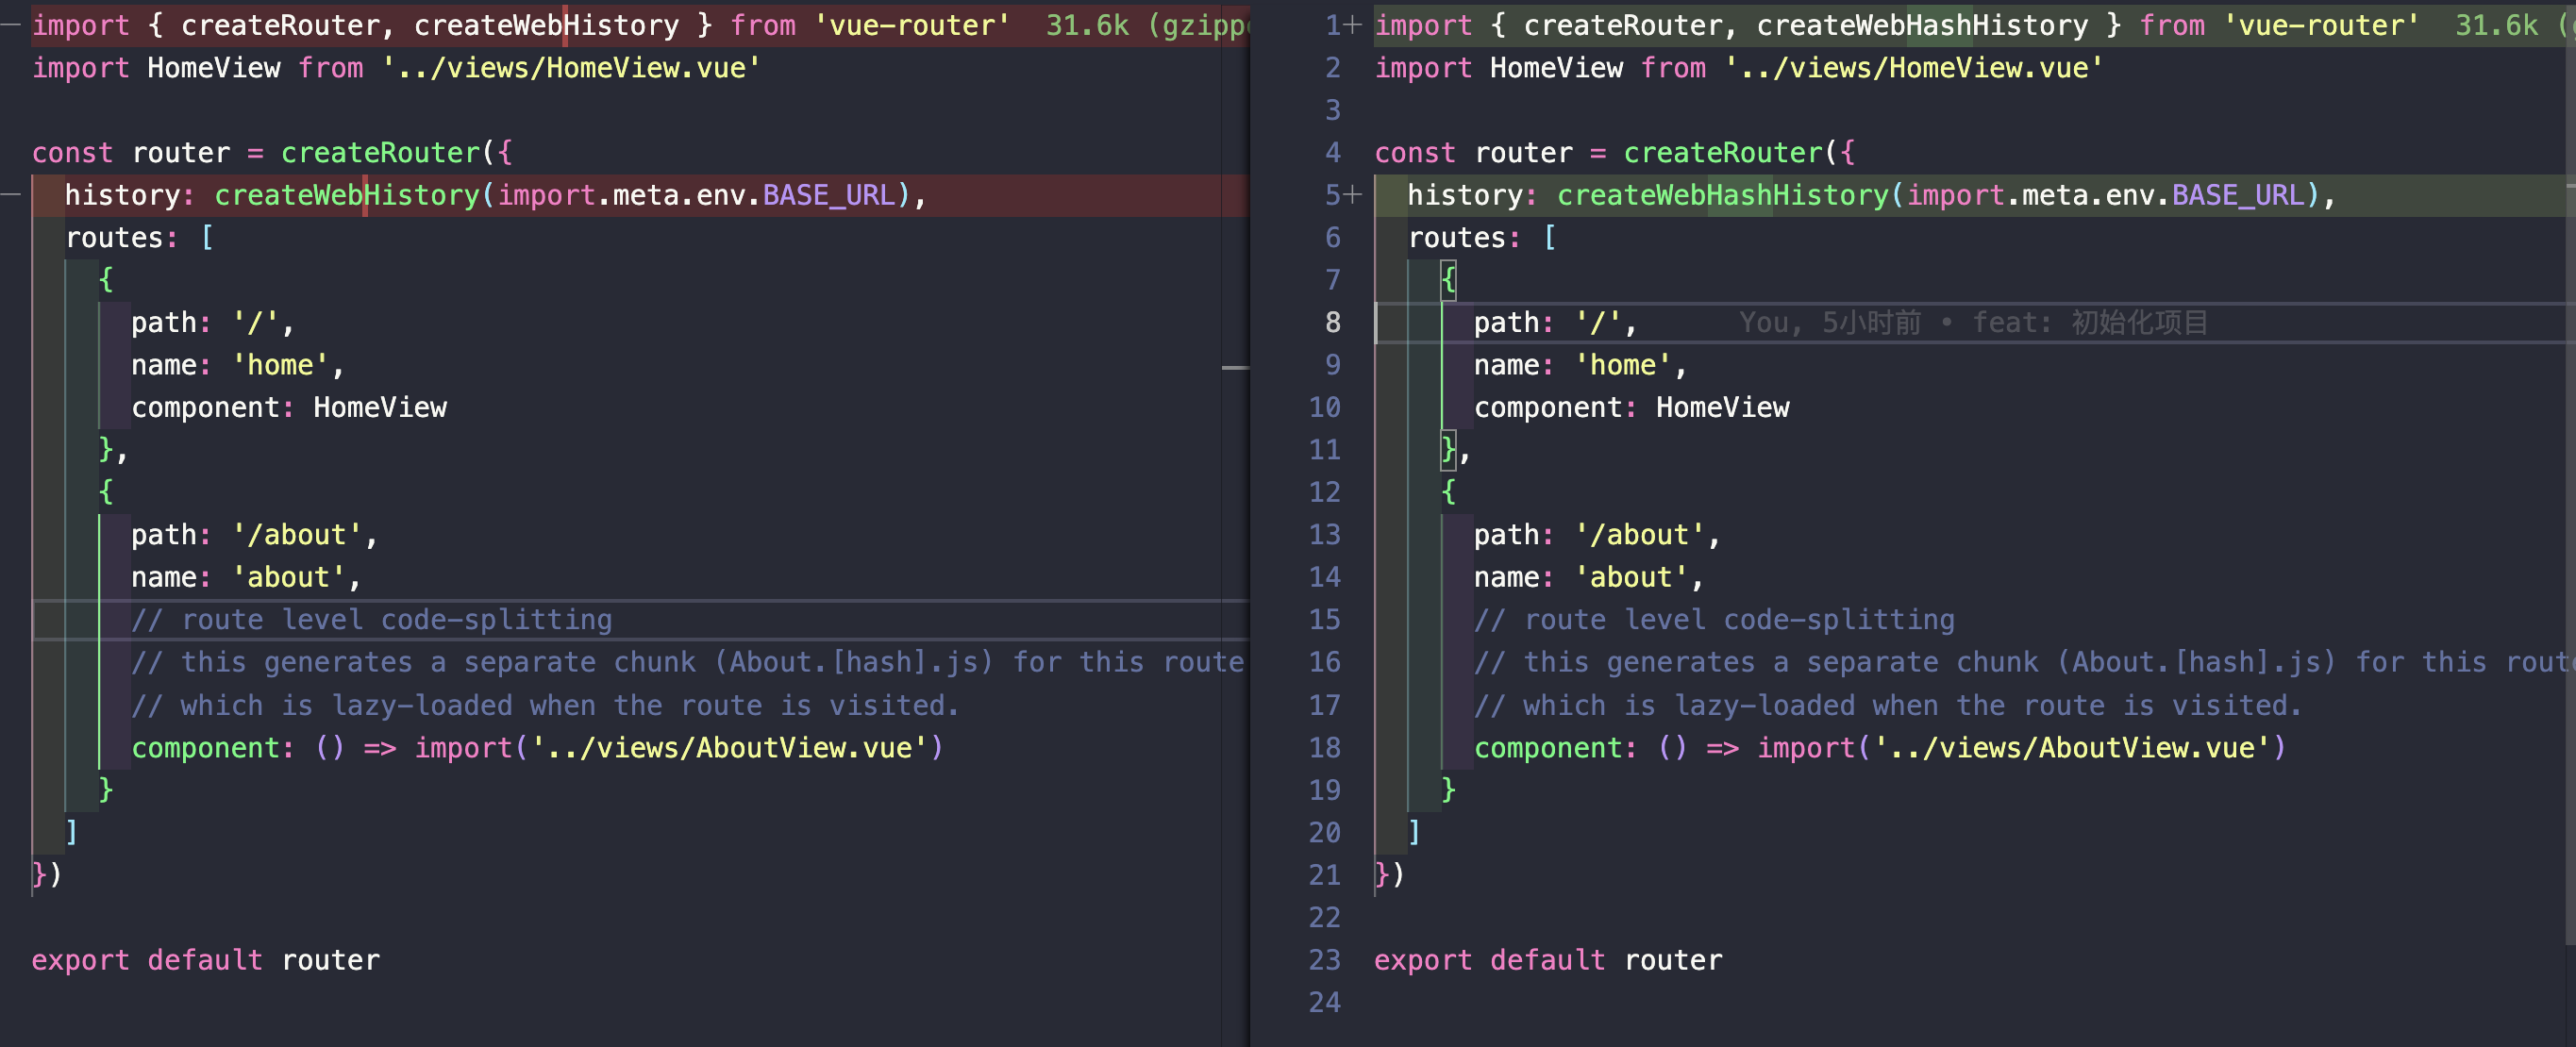 import { createRouter, createWebHistory } from 'vue-router' 31.6k
import HomeView from '../views/HomeView.vue'
const router = createRouter({
history: createWebHistory(import.meta.env.BASE_URL),
routes: [
{
path: '/',
name: 'home',
component: HomeView
},
{
path: '/about',
name: 'about',
// route level code-splitting
// this generates a separate chunk (About.[hash].js) for this route
// which is lazy-loaded when the route is visited.
component: () => import('../views/AboutView.vue')
}
]
})
export default router
1+ import { createRouter, createWebHashHistory } from 'vue-router' 31.6k
2 import HomeView from '../views/HomeView.vue'
3
4 const router = createRouter({
5+ history: createWebHashHistory(import.meta.env.BASE_URL),
6 routes: [
7 {
8 path: '/', You, 5小时前 • feat: 初始化项目
9 name: 'home',
10 component: HomeView
11 },
12 {
13 path: '/about',
14 name: 'about',
15 // route level code-splitting
16 // this generates a separate chunk (About.[hash].js) for this
17 // which is lazy-loaded when the route is visited.
18 component: () => import('../views/AboutView.vue')
19 }
20 ]
21 })
22
23 export default router
24